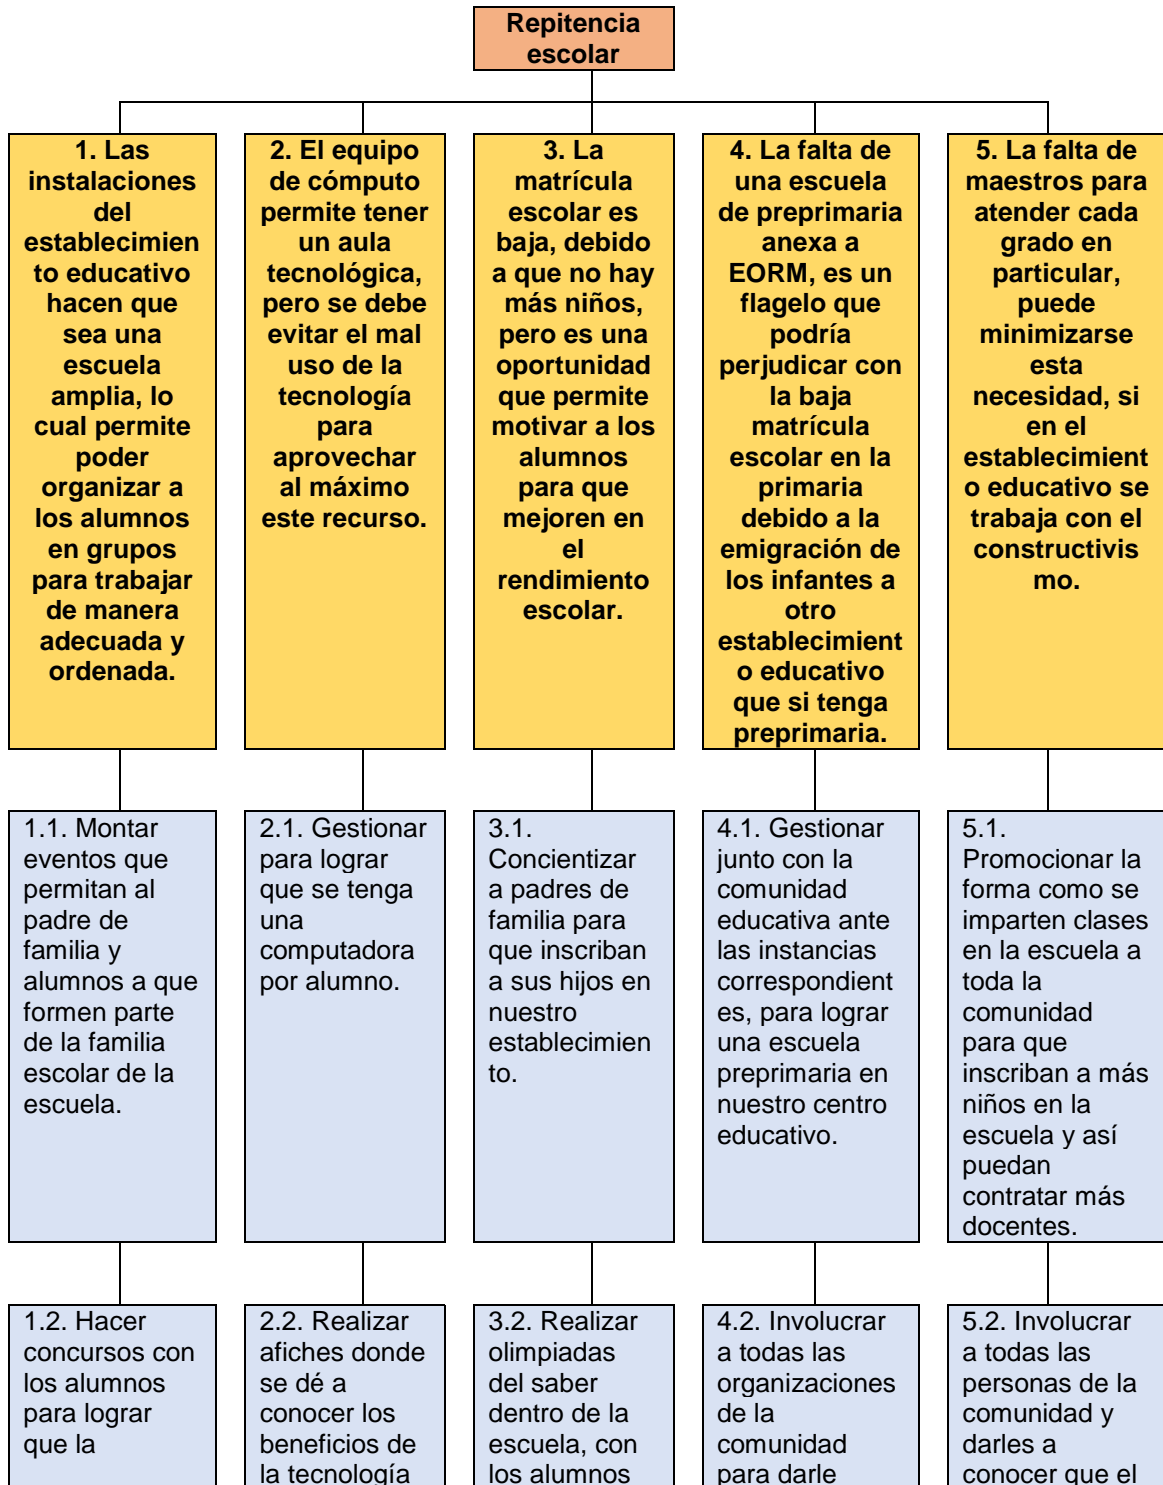 Repitencia
escolar
1. Las
instalaciones
del
establecimien
to educativo
hacen que
sea una
escuela
amplia, lo
cual permite
poder
organizar a
los alumnos
en grupos
para trabajar
de manera
adecuada y
ordenada.
2. El equipo
de cómputo
permite tener
un aula
tecnológica,
pero se debe
evitar el mal
uso de la
tecnología
para
aprovechar
al máximo
este recurso.
3. La
matrícula
escolar es
baja, debido
a que no hay
más niños,
pero es una
oportunidad
que permite
motivar a los
alumnos
para que
mejoren en
el
rendimiento
escolar.
4. La falta de
una escuela
de preprimaria
anexa a
EORM, es un
flagelo que
podría
perjudicar con
la baja
matrícula
escolar en la
primaria
debido a la
emigración de
los infantes a
otro
establecimient
o educativo
que si tenga
preprimaria.
5. La falta de
maestros para
atender cada
grado en
particular,
puede
minimizarse
esta
necesidad, si
en el
establecimient
o educativo se
trabaja con el
constructivis
mo.
1.1. Montar
eventos que
permitan al
padre de
familia y
alumnos a que
formen parte
de la familia
escolar de la
escuela.
2.1. Gestionar
para lograr
que se tenga
una
computadora
por alumno.
3.1.
Concientizar
a padres de
familia para
que inscriban
a sus hijos en
nuestro
establecimien
to.
4.1. Gestionar
junto con la
comunidad
educativa ante
las instancias
correspondient
es, para lograr
una escuela
preprimaria en
nuestro centro
educativo.
5.1.
Promocionar la
forma como se
imparten clases
en la escuela a
toda la
comunidad
para que
inscriban a más
niños en la
escuela y así
puedan
contratar más
docentes.
1.2. Hacer
concursos con
los alumnos
para lograr
que la
2.2. Realizar
afiches donde
se dé a
conocer los
beneficios de
la tecnología
3.2. Realizar
olimpiadas
del saber
dentro de la
escuela, con
los alumnos
4.2. Involucrar
a todas las
organizaciones
de la
comunidad
para darle
5.2. Involucrar
a todas las
personas de la
comunidad y
darles a
conocer que el